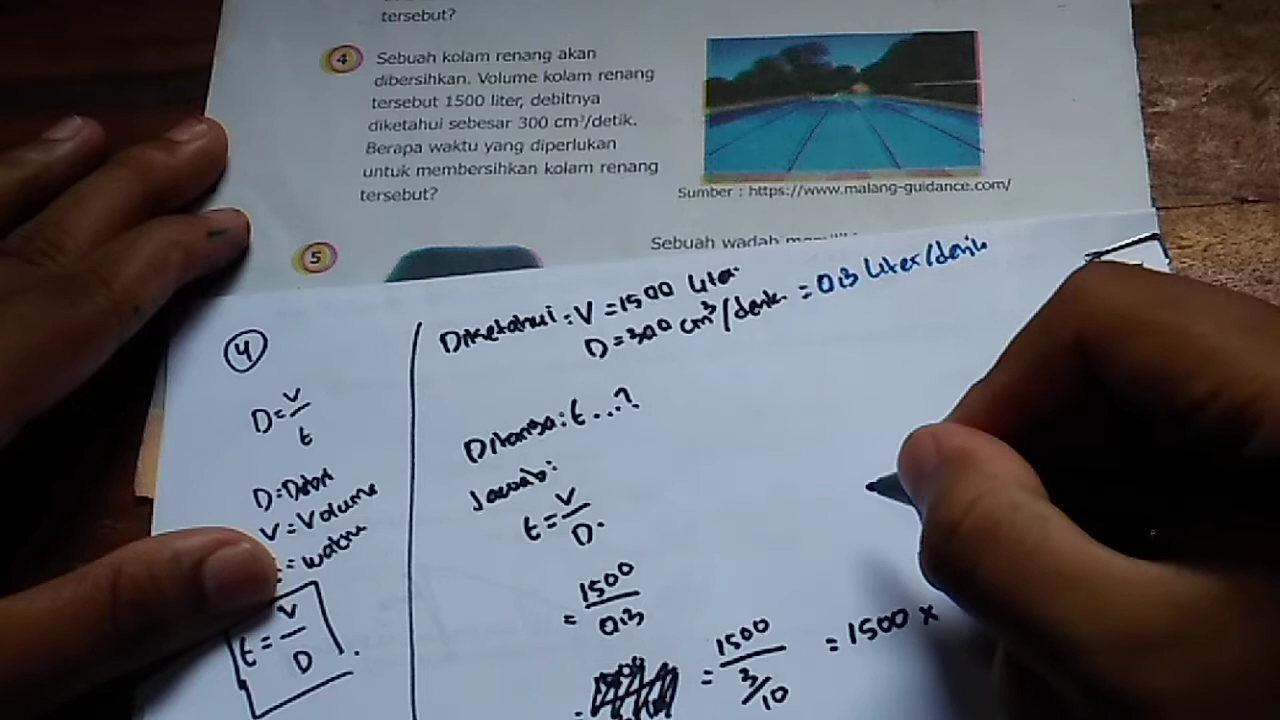 tersebut?
4 Sebuah kolam renang akan
dibersihkan. Volume kolam renang
tersebut 1500 liter, debitnya
diketahui sebesar 300 cm³/detik.
Berapa waktu yang diperlukan
untuk membersihkan kolam renang
tersebut?
Sumber : https://www.malang-guidance.com/
5
Sebuah wadah
4
D=V/t
D=Debit
V=Volume
=waktu
t=V/D.
Diketahui: V=1500 liter
D=300 cm³/detik = 0,3 Liter/detik
Ditanya: t...?
Jawab:
t=V/D.
= 1500/0,3
= 1500/3/10 = 1500 x